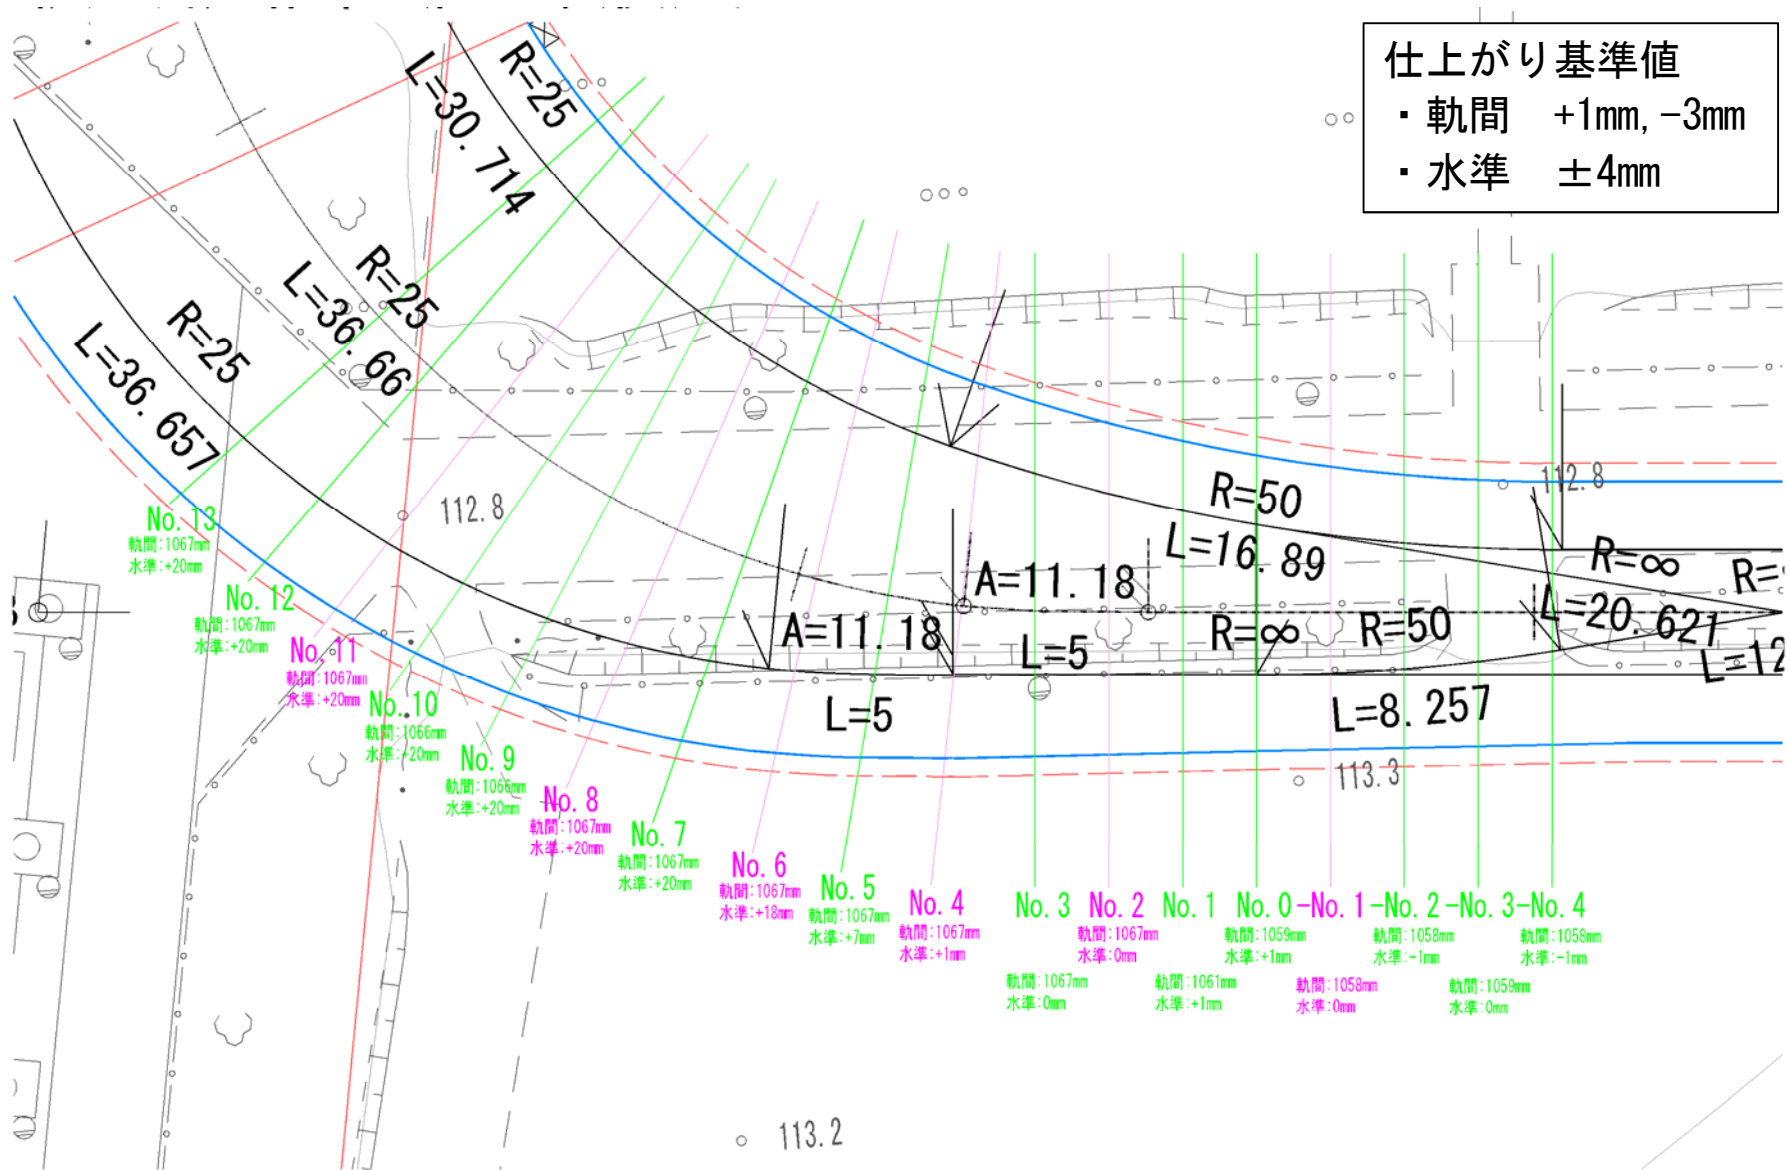 仕上がり基準値
・軌間 +1mm,-3mm
・水準 ±4mm
R=25
L=30.714
R=25
L=36.66
R=25
L=36.657
112.8
112.8
R=50
L=16.89
R=∞
L=20.621
A=11.18
A=11.18
L=5
R=∞
R=50
L=12
L=5
L=8.257
113.3
113.2
No.13
軌間:1067mm
水準:+20mm
No.12
軌間:1067mm
水準:+20mm
No.11
軌間:1067mm
水準:+20mm
No.10
軌間:1066mm
水準:+20mm
No.9
軌間:1066mm
水準:+20mm
No.8
軌間:1067mm
水準:+20mm
No.7
軌間:1067mm
水準:+20mm
No.6
軌間:1067mm
水準:+18mm
No.5
軌間:1067mm
水準:+7mm
No.4
軌間:1067mm
水準:+1mm
No.3
軌間:1067mm
水準:0mm
No.2
軌間:1067mm
水準:0mm
No.1
軌間:1061mm
水準:+1mm
No.0
軌間:1059mm
水準:+1mm
-No.1
軌間:1058mm
水準:0mm
-No.2
軌間:1058mm
水準:-1mm
-No.3
軌間:1059mm
水準:0mm
-No.4
軌間:1058mm
水準:-1mm